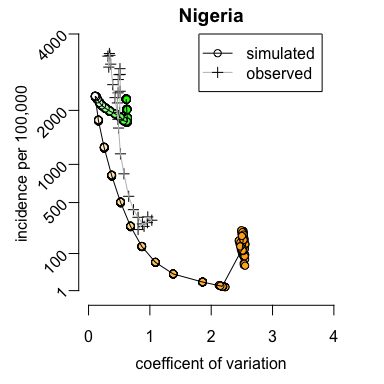 Nigeria
simulated
observed
incidence per 100,000
4000
2000
1000
500
100
1
0 1 2 3 4
coefficent of variation